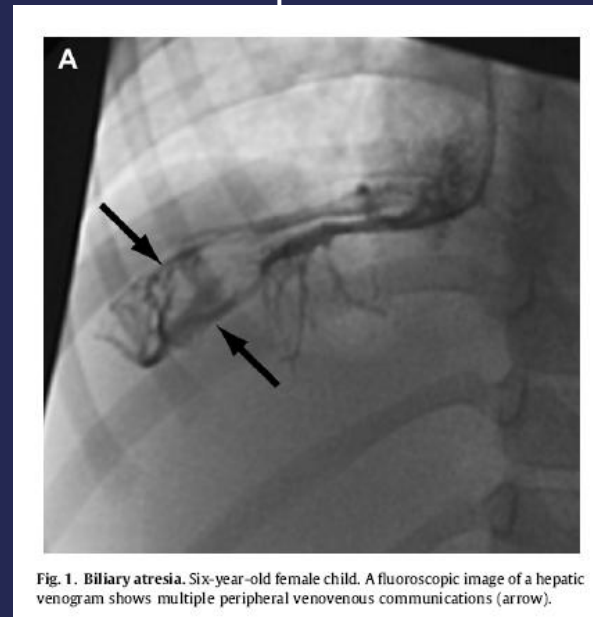 A
Fig. 1. Biliary atresia. Six-year-old female child. A fluoroscopic image of a hepatic
venogram shows multiple peripheral venovenous communications (arrow).